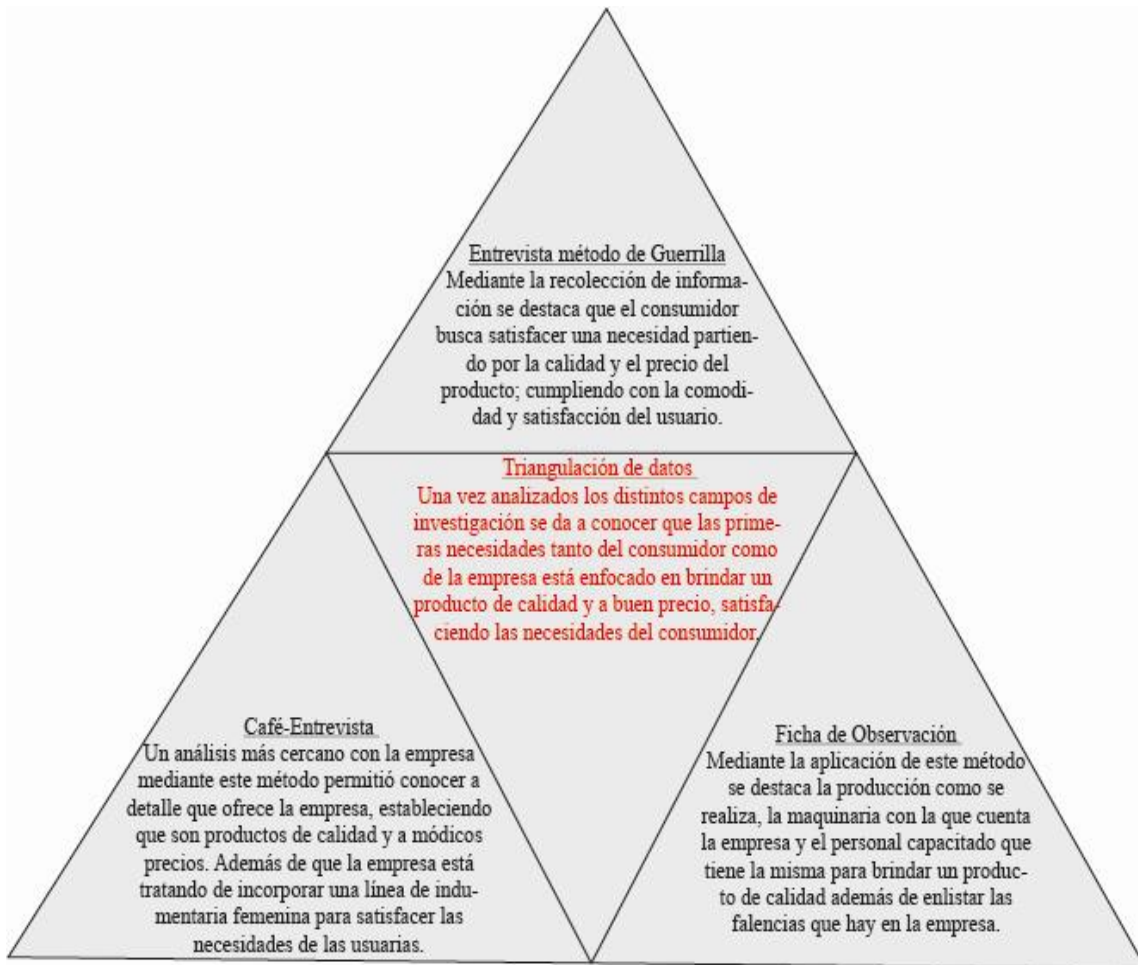 Entrevista método de Guerrilla
Mediante la recolección de informa-
ción se destaca que el consumidor
busca satisfacer una necesidad partien-
do por la calidad y el precio del
producto; cumpliendo con la comodi-
dad y satisfacción del usuario.
Triangulación de datos
Una vez analizados los distintos campos de
investigación se da a conocer que las prime-
ras necesidades tanto del consumidor como
de la empresa está enfocado en brindar un
producto de calidad y a buen precio, satisfa-
ciendo las necesidades del consumidor.
Café-Entrevista
Un análisis más cercano con la empresa
mediante este método permitió conocer a
detalle que ofrece la empresa, estableciendo
que son productos de calidad y a módicos
precios. Además de que la empresa está
tratando de incorporar una línea de indu-
mentaria femenina para satisfacer las
necesidades de las usuarias.
Ficha de Observación
Mediante la aplicación de este método
se destaca la producción como se
realiza, la maquinaria con la que cuenta
la empresa y el personal capacitado que
tiene la misma para brindar un produc-
to de calidad además de enlistar las
falencias que hay en la empresa.